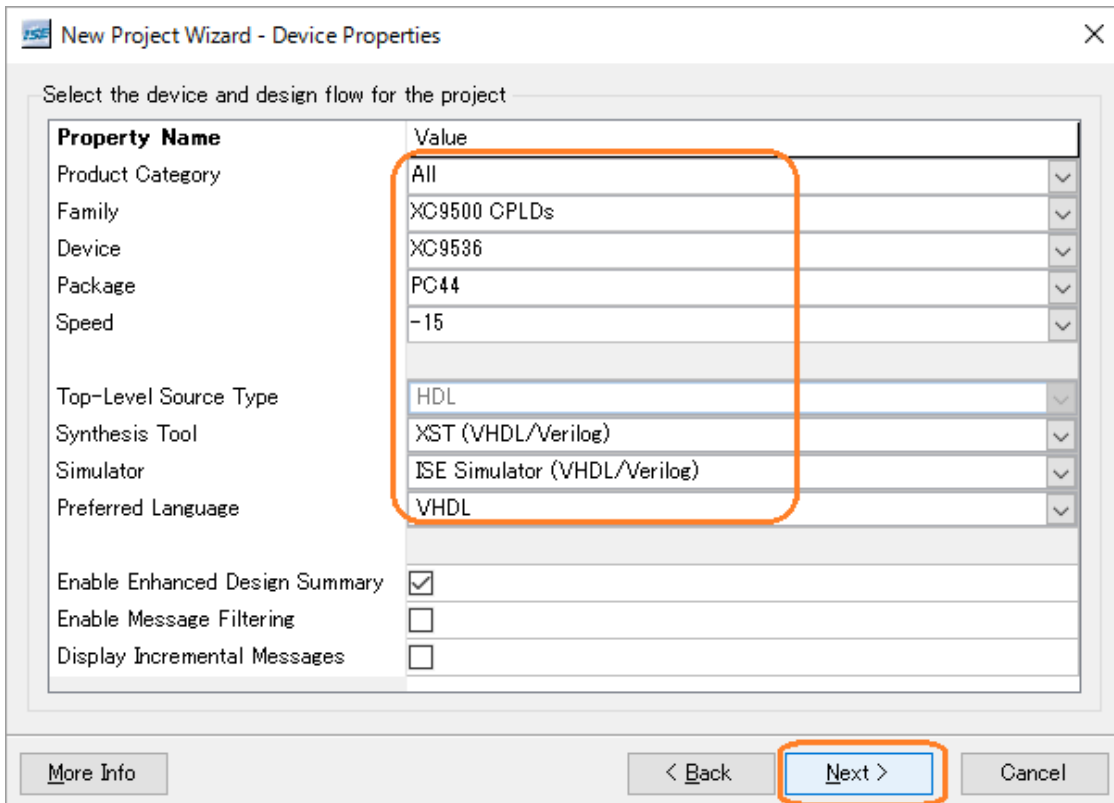 ISE New Project Wizard - Device Properties
Select the device and design flow for the project
Property Name Value
Product Category All
Family XC9500 CPLDs
Device XC9536
Package PC44
Speed -15
Top-Level Source Type HDL
Synthesis Tool XST (VHDL/Verilog)
Simulator ISE Simulator (VHDL/Verilog)
Preferred Language VHDL
Enable Enhanced Design Summary
Enable Message Filtering
Display Incremental Messages
More Info < Back Next > Cancel